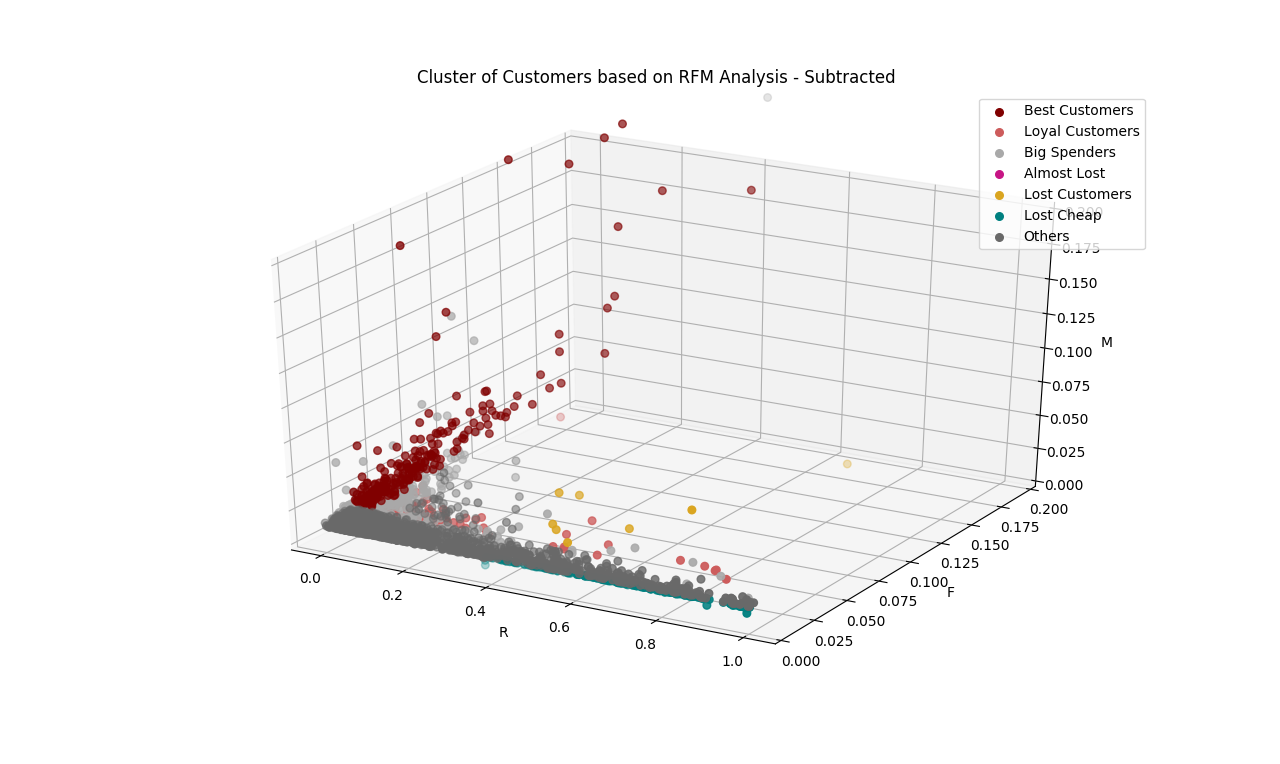 Cluster of Customers based on RFM Analysis - Subtracted
Best Customers
Loyal Customers
Big Spenders
Almost Lost
Lost Customers
Lost Cheap
Others
0.200
0.175
0.150
0.125
0.100
0.075
0.050
0.025
0.000
M
0.200
0.175
0.150
0.125
0.100
0.075
0.050
0.025
0.000
F
0.0
0.2
0.4
0.6
0.8
1.0
R